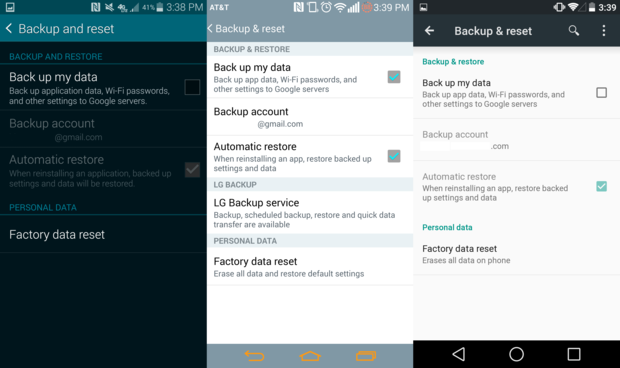 41% 3:38 PM
Backup and reset
BACKUP AND RESTORE
Back up my data
Back up application data, Wi-Fi passwords,
and other settings to Google servers.
Backup account
@gmail.com
Automatic restore
When reinstalling an application, backed up
settings and data will be restored.
PERSONAL DATA
Factory data reset
AT&T 3:39 PM
Backup & reset
BACKUP & RESTORE
Back up my data
Back up app data, Wi-Fi passwords, and
other settings to Google servers
Backup account
@gmail.com
Automatic restore
When reinstalling an app, restore backed up
settings and data
LG BACKUP
LG Backup service
Backup, scheduled backup, restore and quick data
transfer are available
PERSONAL DATA
Factory data reset
Erase all data and restore default settings
3:39
Backup & reset
Backup & restore
Back up my data
Back up app data, Wi-Fi passwords, and
other settings to Google servers
Backup account
.com
Automatic restore
When reinstalling an app, restore backed
up settings and data
Personal data
Factory data reset
Erases all data on phone